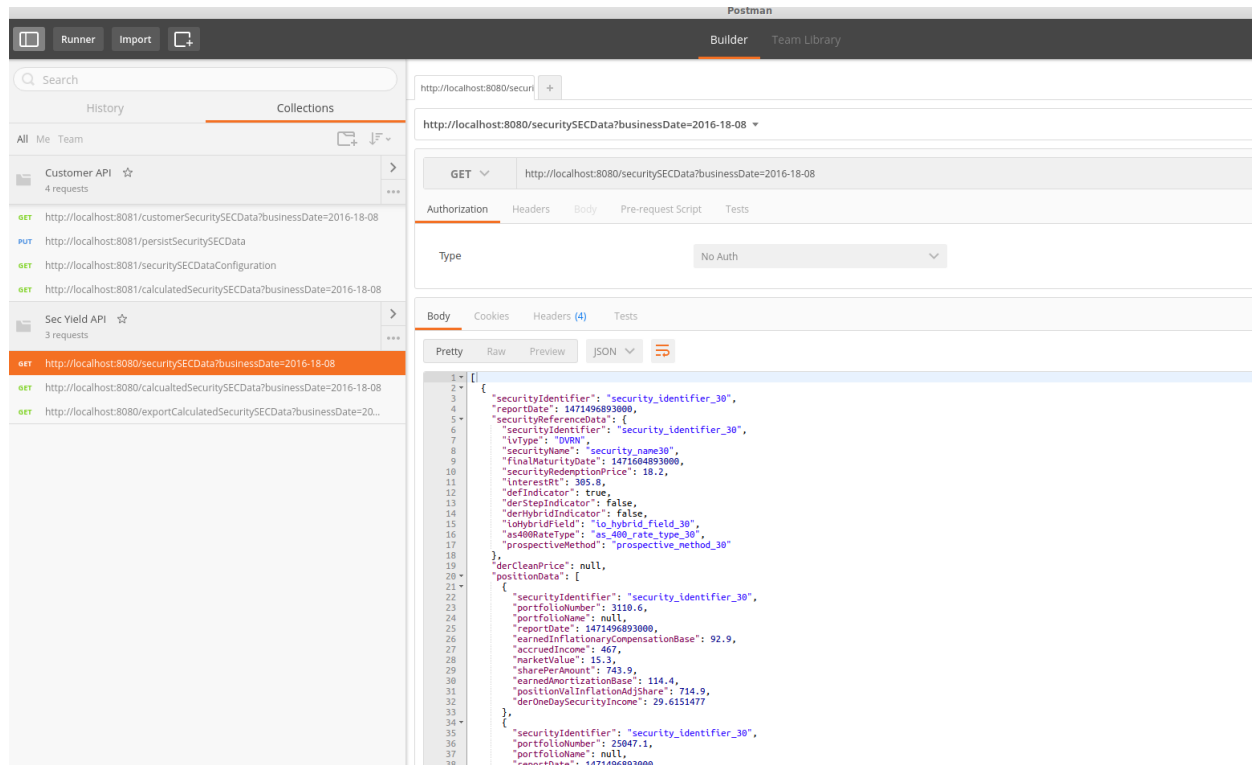 Postman
Runner Import
Builder Team Library
Search
History Collections
All Me Team
Customer API
4 requests
GET http://localhost:8081/customerSecuritySECData?businessDate=2016-18-08
PUT http://localhost:8081/persistSecuritySECData
GET http://localhost:8081/securitySECDataConfiguration
GET http://localhost:8081/calculatedSecuritySECData?businessDate=2016-18-08
Sec Yield API
3 requests
GET http://localhost:8080/securitySECData?businessDate=2016-18-08
GET http://localhost:8080/calcualtedSecuritySECData?businessDate=2016-18-08
GET http://localhost:8080/exportCalculatedSecuritySECData?businessDate=20...
http://localhost:8080/securi +
http://localhost:8080/securitySECData?businessDate=2016-18-08
GET http://localhost:8080/securitySECData?businessDate=2016-18-08
Authorization Headers Body Pre-request Script Tests
Type No Auth
Body Cookies Headers (4) Tests
Pretty Raw Preview JSON
1 [
2 {
3 "securityIdentifier": "security_identifier_30",
4 "reportDate": 1471496893000,
5 "securityReferenceData": {
6 "securityIdentifier": "security_identifier_30",
7 "ivType": "DVRN",
8 "securityName": "security_name30",
9 "finalMaturityDate": 1471604893000,
10 "securityRedemptionPrice": 18.2,
11 "interestRt": 305.8,
12 "defIndicator": true,
13 "derStepIndicator": false,
14 "derHybridIndicator": false,
15 "ioHybridField": "io_hybrid_field_30",
16 "as400RateType": "as_400_rate_type_30",
17 "prospectiveMethod": "prospective_method_30"
18 },
19 "derCleanPrice": null,
20 "positionData": [
21 {
22 "securityIdentifier": "security_identifier_30",
23 "portfolioNumber": 3110.6,
24 "portfolioName": null,
25 "reportDate": 1471496893000,
26 "earnedInflationaryCompensationBase": 92.9,
27 "accruedIncome": 467,
28 "marketValue": 15.3,
29 "sharePerAmount": 743.9,
30 "earnedAmortizationBase": 114.4,
31 "positionValInflationAdjShare": 714.9,
32 "derOneDaySecurityIncome": 29.6151477
33 },
34 {
35 "securityIdentifier": "security_identifier_30",
36 "portfolioNumber": 25047.1,
37 "portfolioName": null,
38 "reportDate": 1471496893000